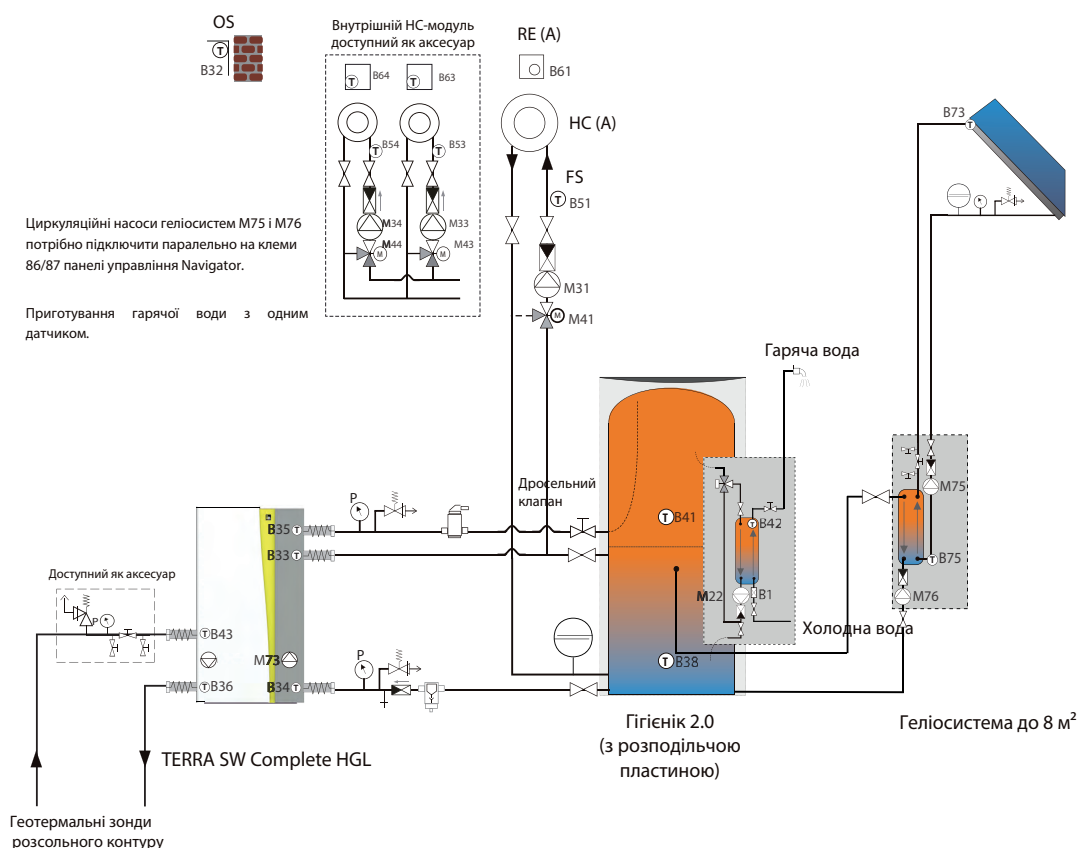 OS
T
B32
Внутрішній НС-модуль
доступний як аксесуар
T
B64
T
B63
T
B54
T
B53
M34
M33
M44
M
M43
M
RE (A)
B61
HC (A)
FS
T
B51
M31
M
M41
B73
T
Циркуляційні насоси геліосистем M75 і M76
потрібно підключити паралельно на клеми
86/87 панелі управління Navigator.
Приготування гарячої води з одним
датчиком.
Гаряча вода
Дросельний
клапан
P
B35 T
B33 T
T B41
T B42
M22
B1
M75
T B75
M76
Холодна вода
Доступний як аксесуар
P
T B43
M73
T B36
B34 T
P
T B38
TERRA SW Complete HGL
Гігієнік 2.0
(з розподільчою
пластиною)
Геліосистема до 8 м²
Геотермальні зонди
розсольного контуру